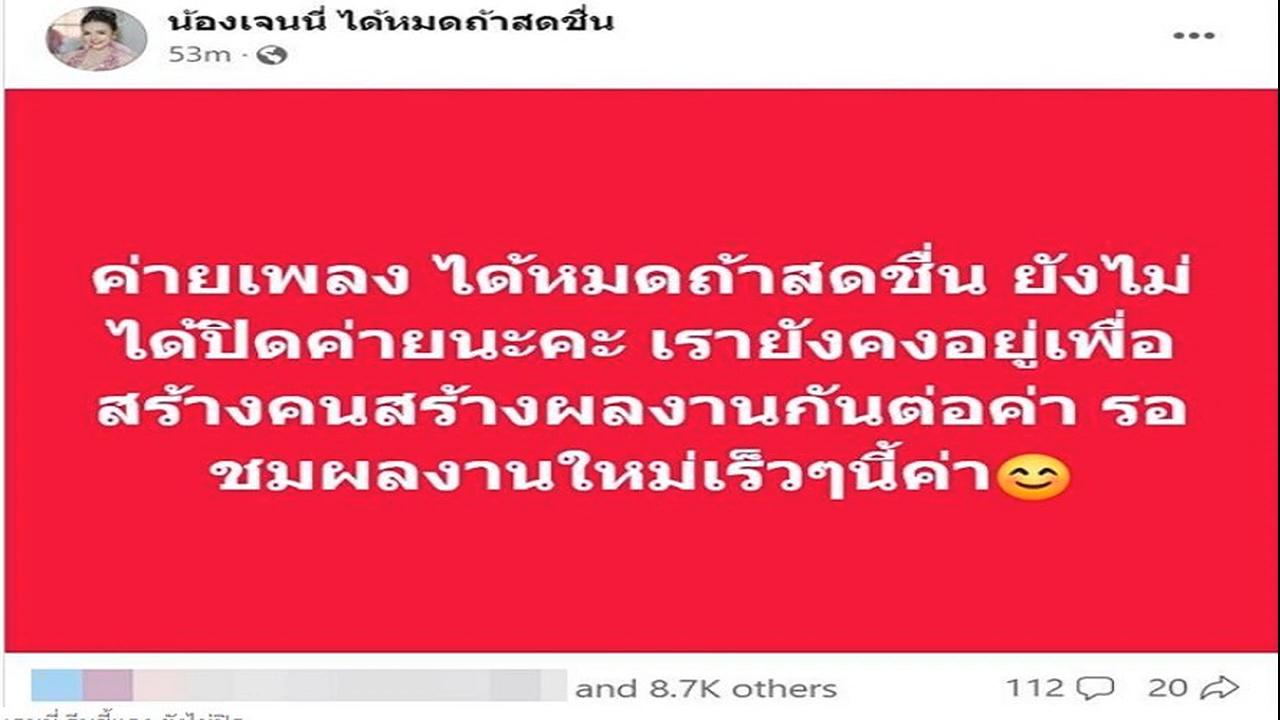 น้องเจนนี่ ได้หมดถ้าสดชื่น
53m ·
ค่ายเพลง ได้หมดถ้าสดชื่น ยังไม่
ได้ปิดค่ายนะคะ เรายังคงอยู่เพื่อ
สร้างคนสร้างผลงานกันต่อค่า รอ
ชมผลงานใหม่เร็วๆนี้ค่า😊
and 8.7K others 112 20